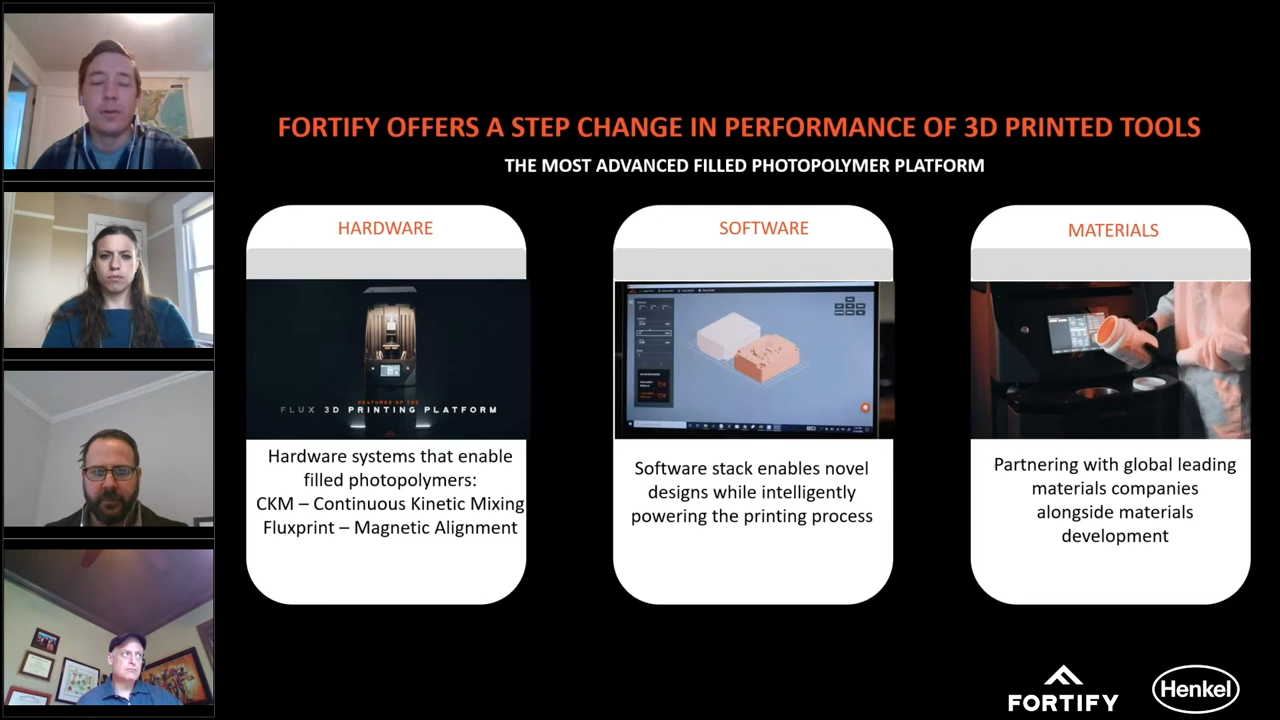 FORTIFY OFFERS A STEP CHANGE IN PERFORMANCE OF 3D PRINTED TOOLS
THE MOST ADVANCED FILLED PHOTOPOLYMER PLATFORM
HARDWARE
FEATURES OF THE
FLUX 3D PRINTING PLATFORM
Hardware systems that enable
filled photopolymers:
CKM – Continuous Kinetic Mixing
Fluxprint – Magnetic Alignment
SOFTWARE
Software stack enables novel
designs while intelligently
powering the printing process
MATERIALS
Partnering with global leading
materials companies
alongside materials
development
FORTIFY
Henkel